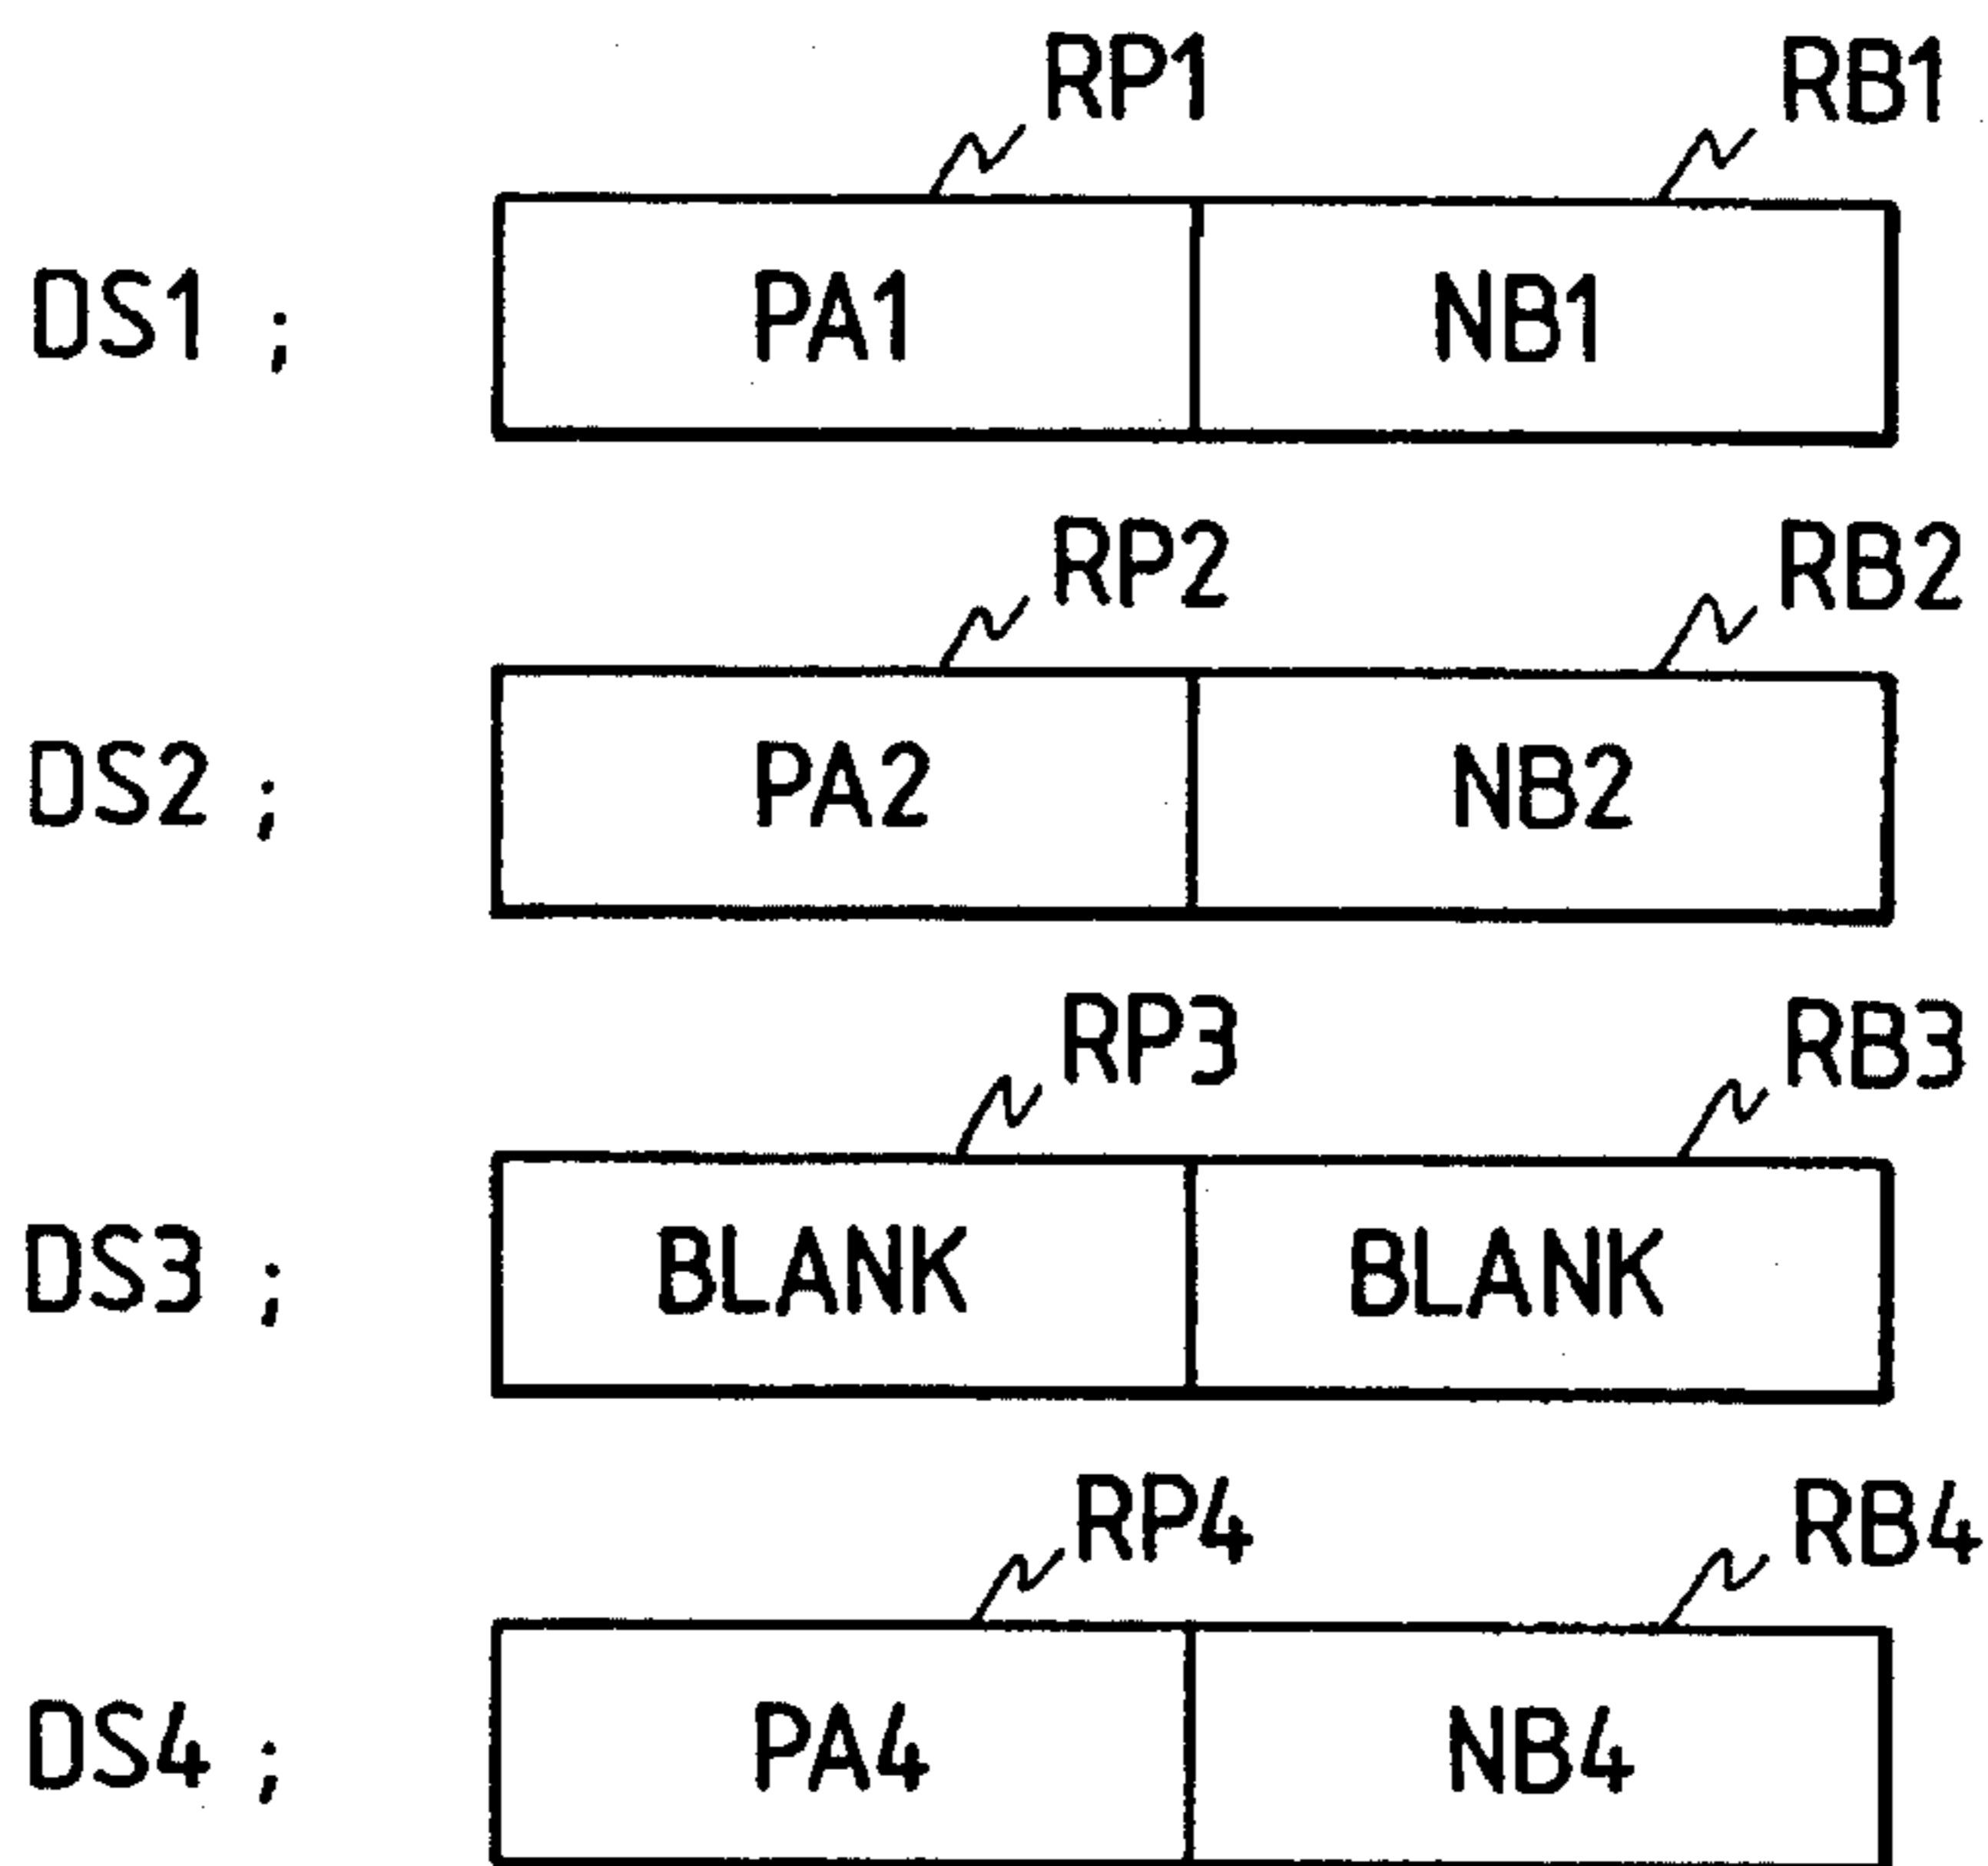 RP1 RB1
DS1 ; PA1 NB1
RP2 RB2
DS2 ; PA2 NB2
RP3 RB3
DS3 ; BLANK BLANK
RP4 RB4
DS4 ; PA4 NB4